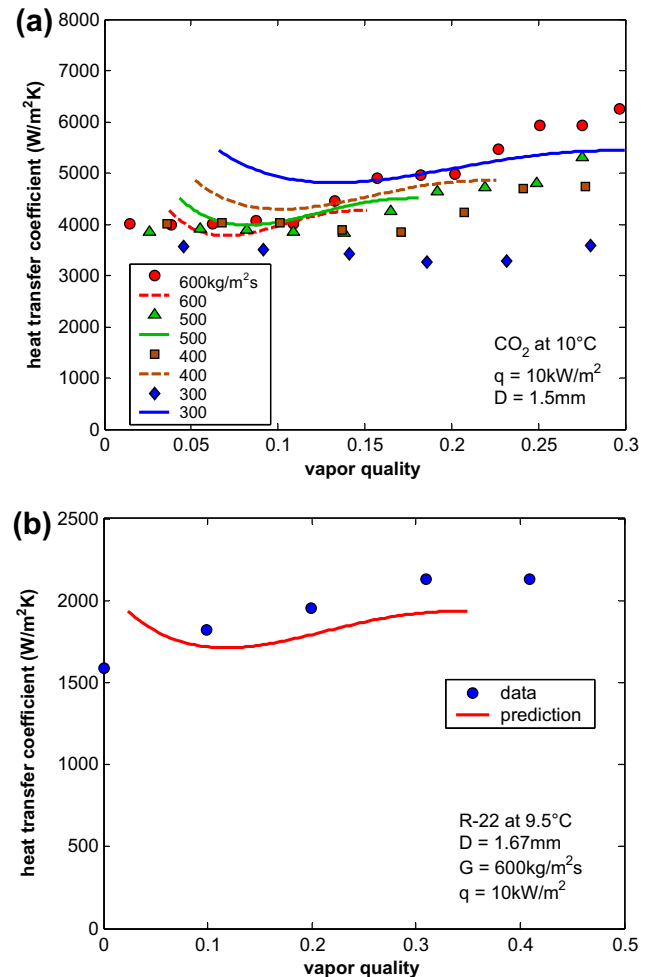 (a)
8000
7000
6000
5000
4000
3000
2000
1000
0
heat transfer coefficient (W/m²K)
600kg/m²s
600
500
500
400
400
300
300
CO₂ at 10°C
q = 10kW/m²
D = 1.5mm
0 0.05 0.1 0.15 0.2 0.25 0.3
vapor quality
(b)
2500
2000
1500
1000
500
0
heat transfer coefficient (W/m²K)
data
prediction
R-22 at 9.5°C
D = 1.67mm
G = 600kg/m²s
q = 10kW/m²
0 0.1 0.2 0.3 0.4 0.5
vapor quality